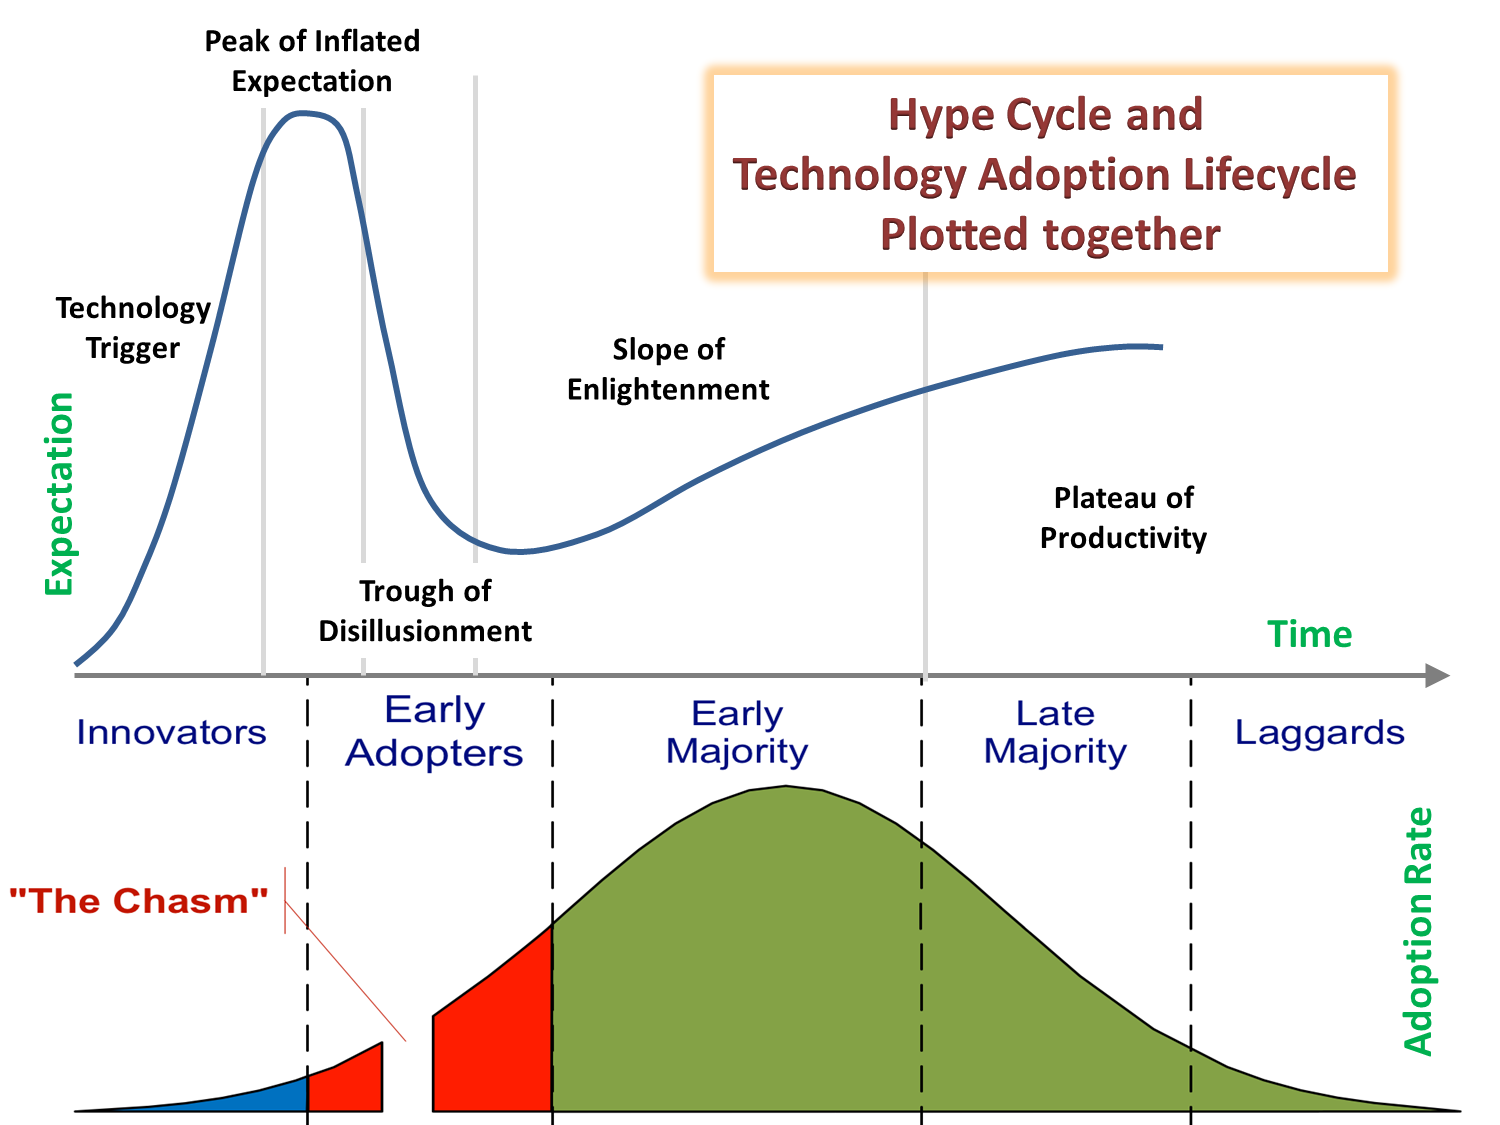 Peak of Inflated
Expectation
Hype Cycle and
Technology Adoption Lifecycle
Plotted together
Technology
Trigger
Slope of
Enlightenment
Expectation
Plateau of
Productivity
Trough of
Disillusionment
Time
Innovators
Early
Adopters
Early
Majority
Late
Majority
Laggards
"The Chasm"
Adoption Rate